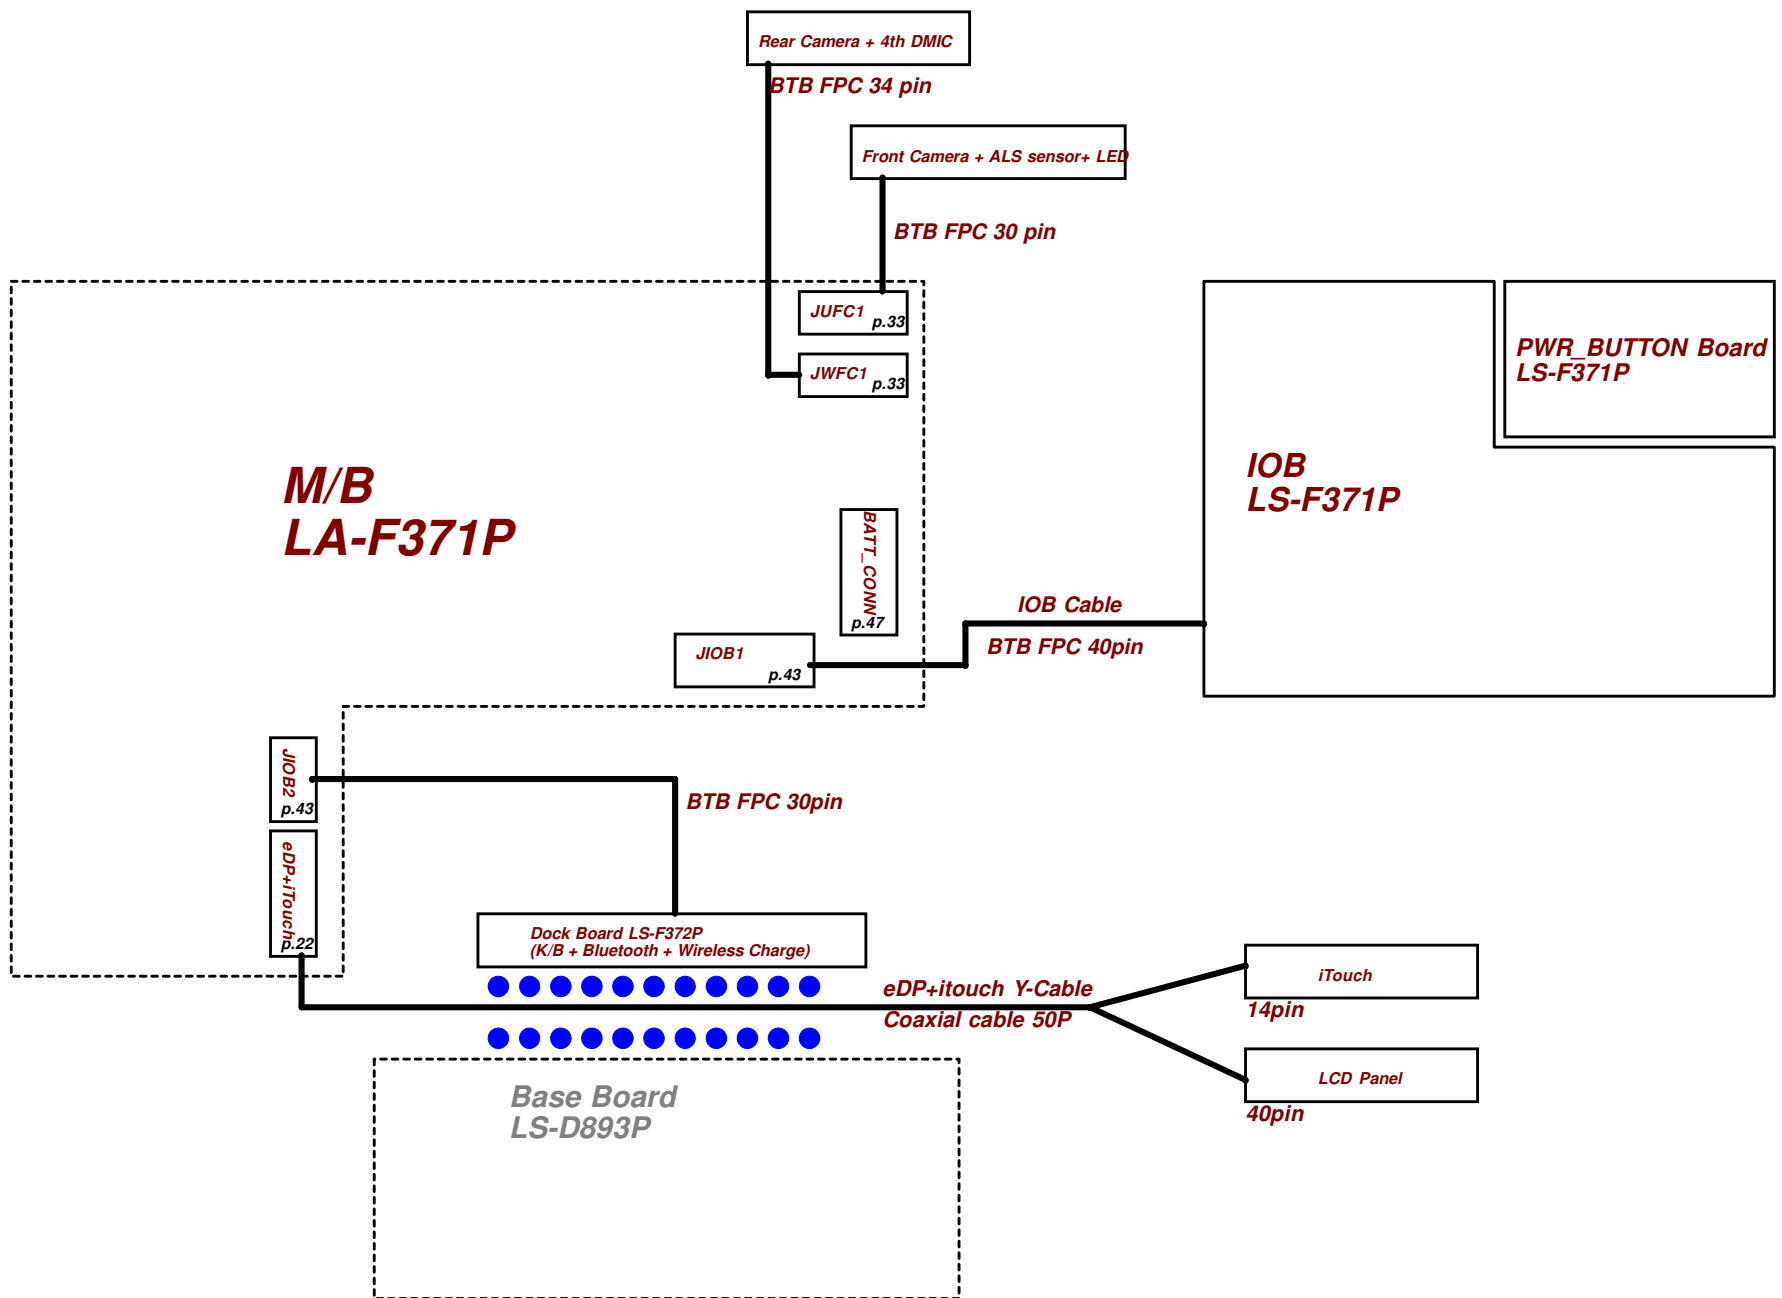 Rear Camera + 4th DMIC
BTB FPC 34 pin
Front Camera + ALS sensor+ LED
BTB FPC 30 pin
JUFC1
p.33
JWFC1
p.33
PWR_BUTTON Board
LS-F371P
M/B
LA-F371P
IOB
LS-F371P
BATT_CONN
p.47
IOB Cable
BTB FPC 40pin
JIOB1
p.43
JIOB2
p.43
BTB FPC 30pin
eDP+iTouch
p.22
Dock Board LS-F372P
(K/B + Bluetooth + Wireless Charge)
eDP+itouch Y-Cable
Coaxial cable 50P
iTouch
14pin
LCD Panel
40pin
Base Board
LS-D893P